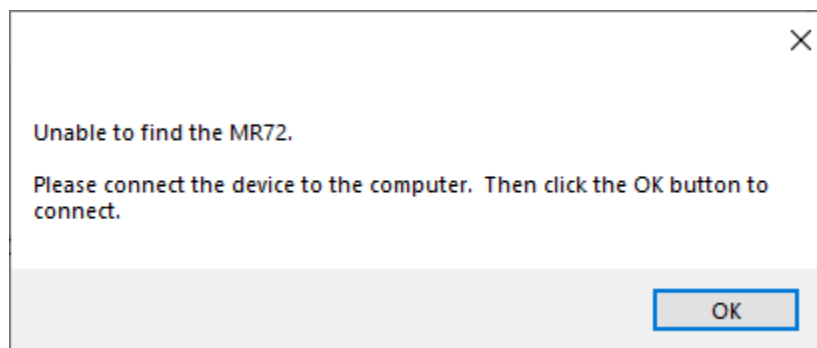 Unable to find the MR72.
Please connect the device to the computer.  Then click the OK button to
connect.
OK